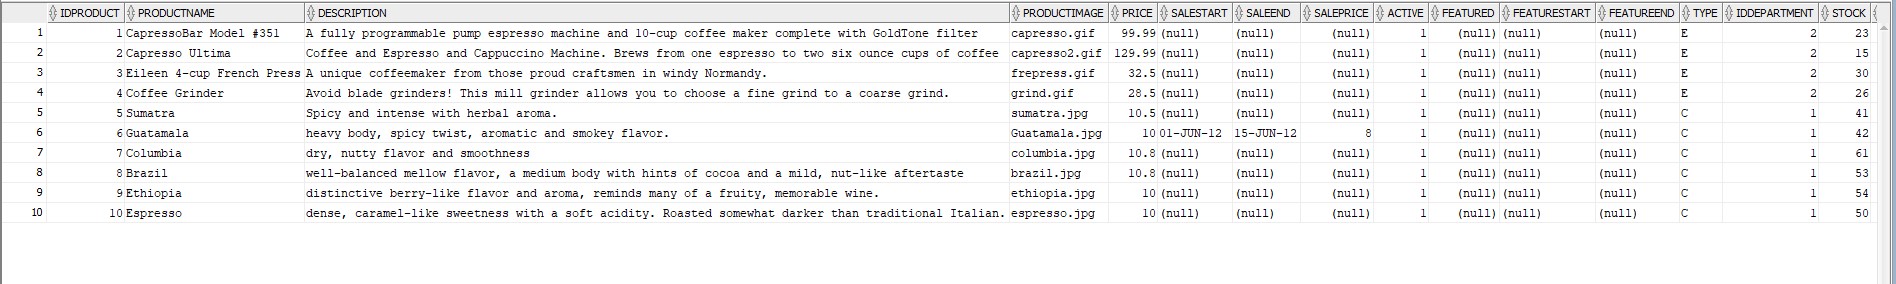 IDPRODUCT PRODUCTNAME DESCRIPTION PRODUCTIMAGE PRICE SALESTART SALEEND SALEPRICE ACTIVE FEATURED FEATURESTART FEATUREEND TYPE IDDEPARTMENT STOCK
1 1 CapressoBar Model #351 A fully programmable pump espresso machine and 10-cup coffee maker complete with GoldTone filter capresso.gif 99.99 (null) (null) (null) 1 (null) (null) (null) E 2 23
2 2 Capresso Ultima Coffee and Espresso and Cappuccino Machine. Brews from one espresso to two six ounce cups of coffee capresso2.gif 129.99 (null) (null) (null) 1 (null) (null) (null) E 2 15
3 3 Eileen 4-cup French Press A unique coffeemaker from those proud craftsmen in windy Normandy. frepress.gif 32.5 (null) (null) (null) 1 (null) (null) (null) E 2 30
4 4 Coffee Grinder Avoid blade grinders! This mill grinder allows you to choose a fine grind to a coarse grind. grind.gif 28.5 (null) (null) (null) 1 (null) (null) (null) E 2 26
5 5 Sumatra Spicy and intense with herbal aroma. sumatra.jpg 10.5 (null) (null) (null) 1 (null) (null) (null) C 1 41
6 6 Guatamala heavy body, spicy twist, aromatic and smokey flavor. Guatamala.jpg 10 01-JUN-12 15-JUN-12 8 1 (null) (null) (null) C 1 42
7 7 Columbia dry, nutty flavor and smoothness columbia.jpg 10.8 (null) (null) (null) 1 (null) (null) (null) C 1 61
8 8 Brazil well-balanced mellow flavor, a medium body with hints of cocoa and a mild, nut-like aftertaste brazil.jpg 10.8 (null) (null) (null) 1 (null) (null) (null) C 1 53
9 9 Ethiopia distinctive berry-like flavor and aroma, reminds many of a fruity, memorable wine. ethiopia.jpg 10 (null) (null) (null) 1 (null) (null) (null) C 1 54
10 10 Espresso dense, caramel-like sweetness with a soft acidity. Roasted somewhat darker than traditional Italian. espresso.jpg 10 (null) (null) (null) 1 (null) (null) (null) C 1 50